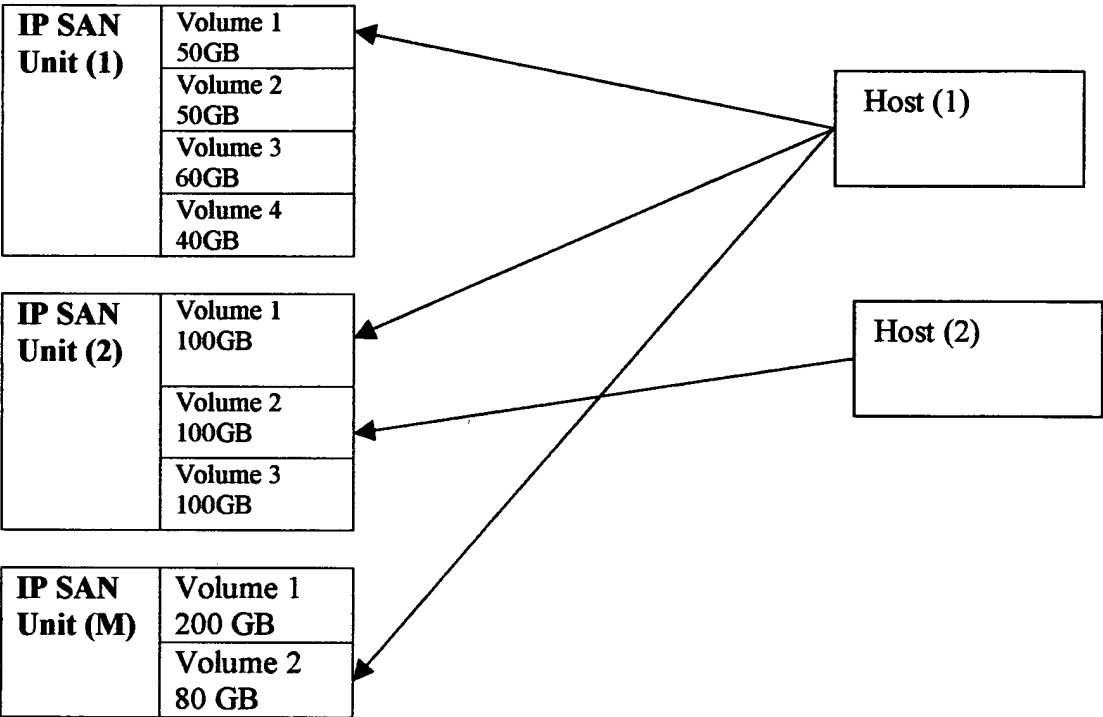 IP SAN
Unit (1)
Volume 1
50GB
Volume 2
50GB
Volume 3
60GB
Volume 4
40GB
Host (1)
IP SAN
Unit (2)
Volume 1
100GB
Volume 2
100GB
Volume 3
100GB
Host (2)
IP SAN
Unit (M)
Volume 1
200 GB
Volume 2
80 GB